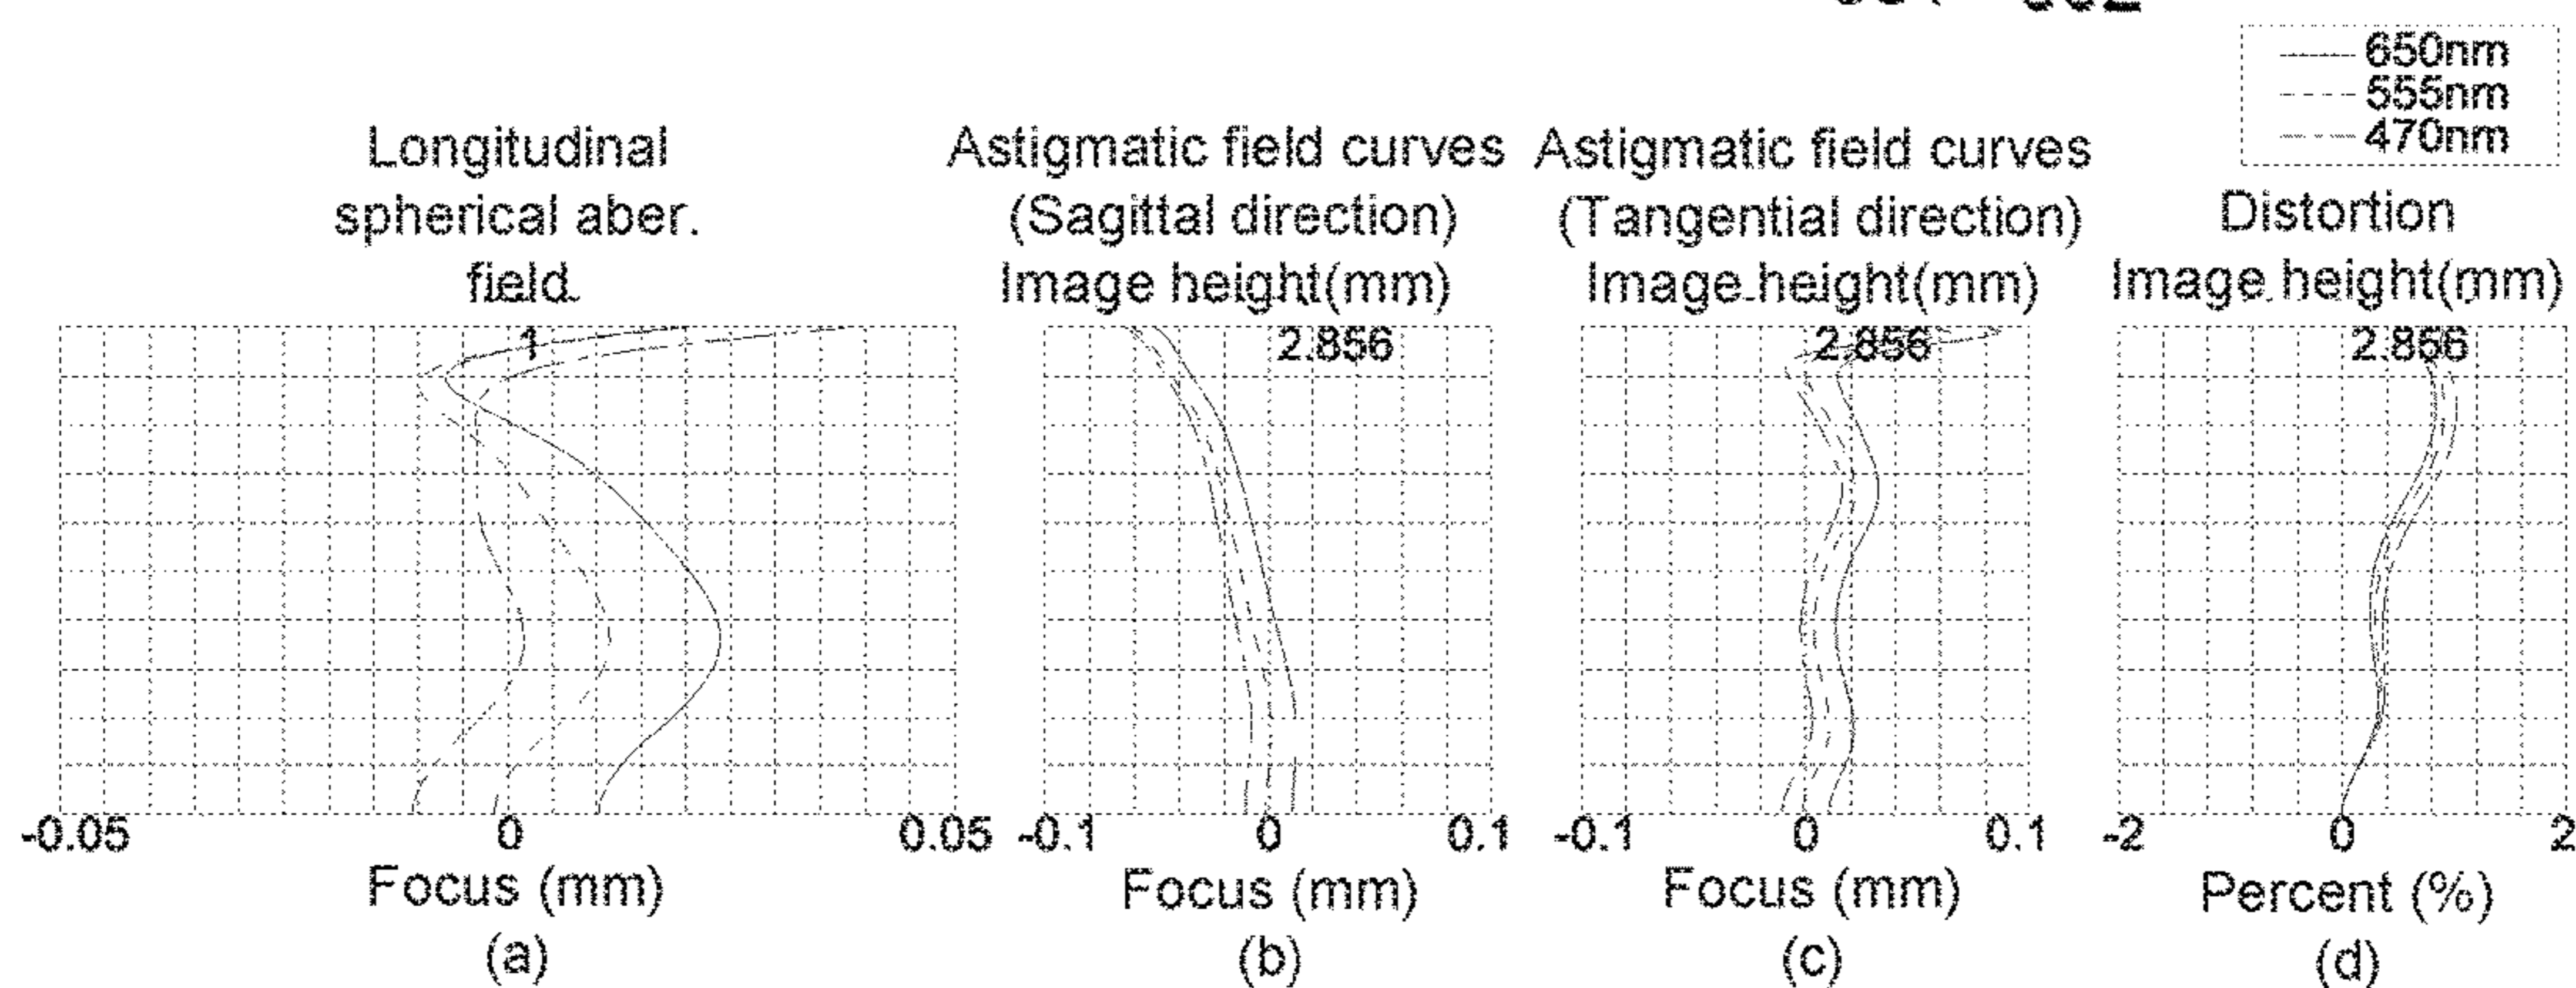 650nm
555nm
470nm
Longitudinal
spherical aber.
field
1
-0.05 0 0.05
Focus (mm)
(a)
Astigmatic field curves
(Sagittal direction)
Image height(mm)
2.856
-0.1 0 0.1
Focus (mm)
(b)
Astigmatic field curves
(Tangential direction)
Image height(mm)
2.856
-0.1 0 0.1
Focus (mm)
(c)
Distortion
Image height(mm)
2.856
-2 0 2
Percent (%)
(d)